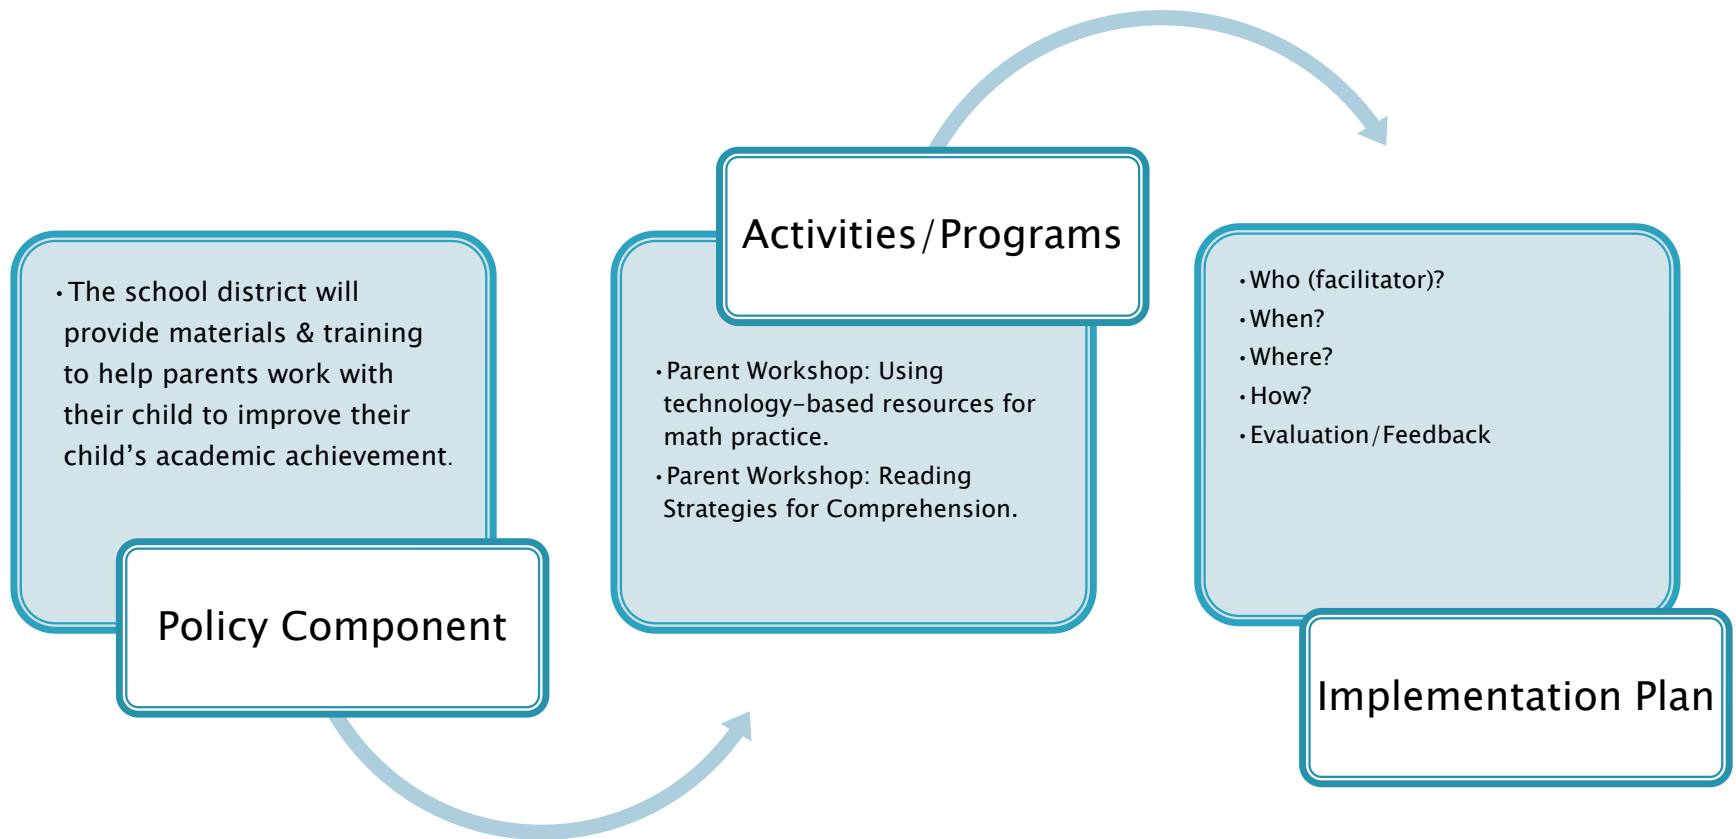 · The school district will
provide materials & training
to help parents work with
their child to improve their
child’s academic achievement.
Policy Component
Activities/Programs
· Parent Workshop: Using
technology-based resources for
math practice.
· Parent Workshop: Reading
Strategies for Comprehension.
· Who (facilitator)?
· When?
· Where?
· How?
· Evaluation/Feedback
Implementation Plan